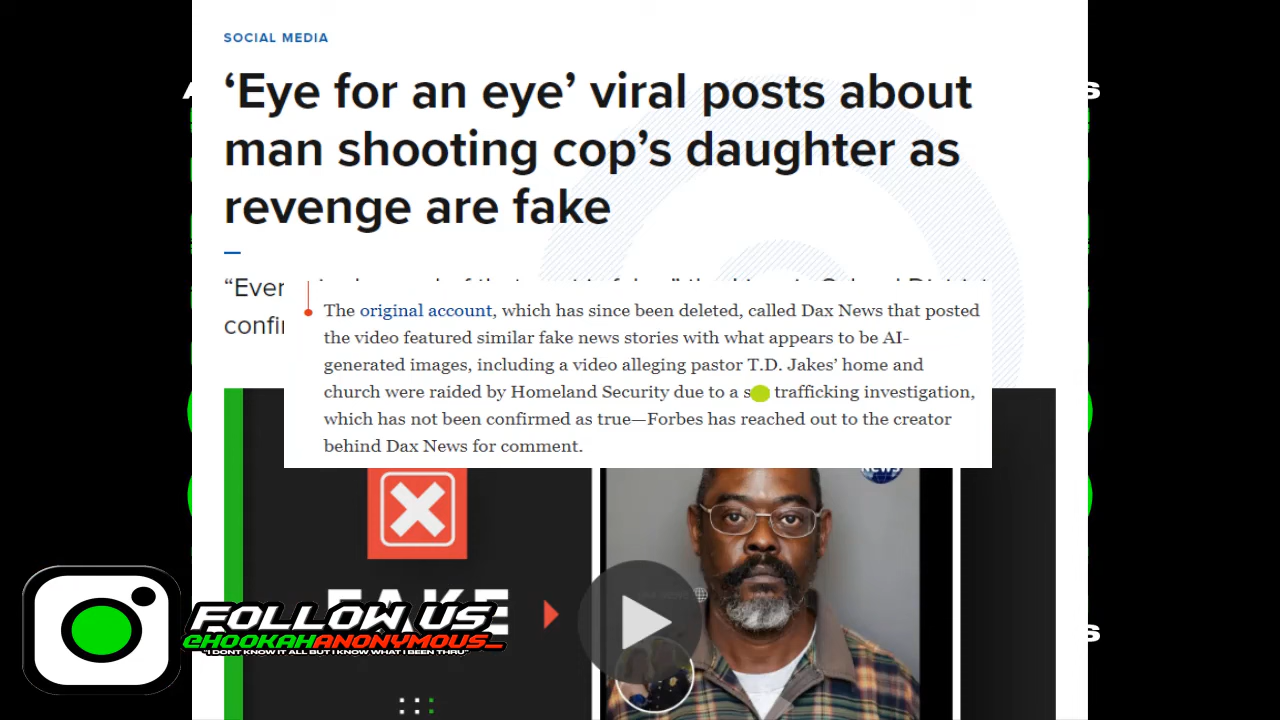 SOCIAL MEDIA
‘Eye for an eye’ viral posts about
man shooting cop’s daughter as
revenge are fake
“Ever
confir
The original account, which has since been deleted, called Dax News that posted
the video featured similar fake news stories with what appears to be AI-
generated images, including a video alleging pastor T.D. Jakes’ home and
church were raided by Homeland Security due to a s trafficking investigation,
which has not been confirmed as true—Forbes has reached out to the creator
behind Dax News for comment.
NEWS
FAKE
FOLLOW US
@HOOKAHANONYMOUS_
"I DONT KNOW IT ALL BUT I KNOW WHAT I BEEN THRU"